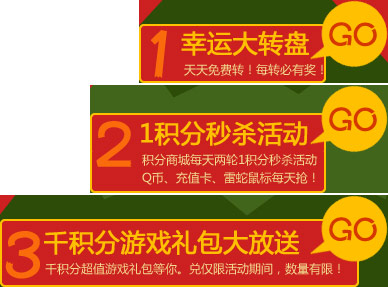 1 幸运大转盘 GO
天天免费转！每转必有奖！
2 1积分秒杀活动 GO
积分商城每天两轮1积分秒杀活动
Q币、充值卡、雷蛇鼠标每天抢！
3 千积分游戏礼包大放送 GO
千积分超值游戏礼包等你。兑仅限活动期间，数量有限！